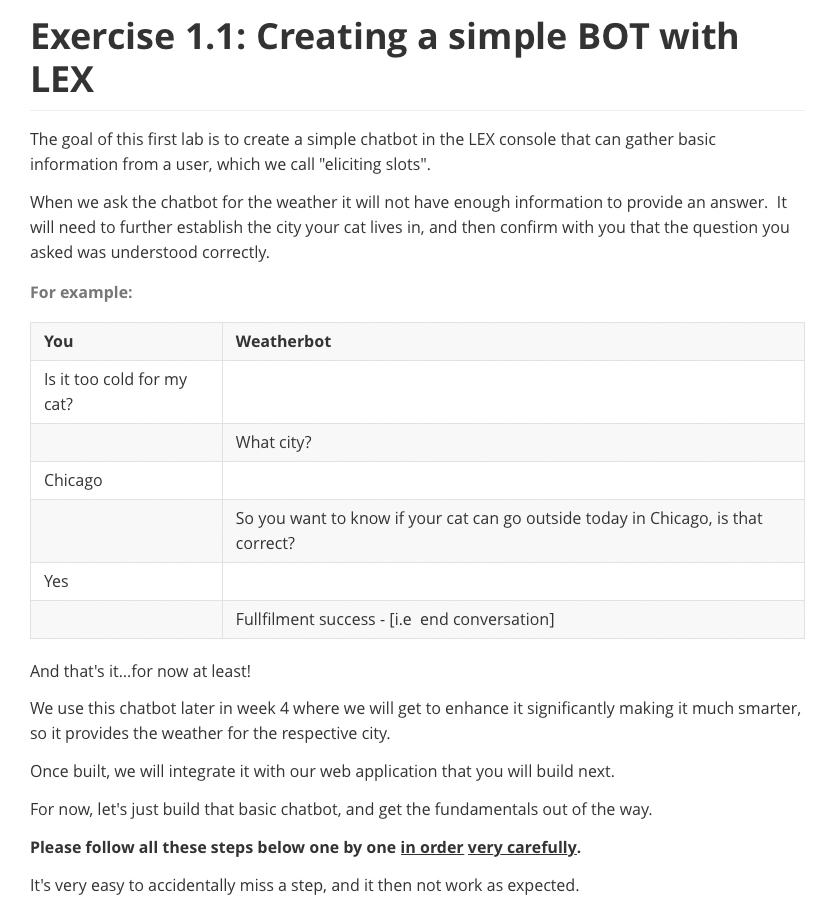 Exercise 1.1: Creating a simple BOT with
LEX
The goal of this first lab is to create a simple chatbot in the LEX console that can gather basic
information from a user, which we call "eliciting slots".
When we ask the chatbot for the weather it will not have enough information to provide an answer.  It
will need to further establish the city your cat lives in, and then confirm with you that the question you
asked was understood correctly.
For example:
You Weatherbot
Is it too cold for my
cat?
What city?
Chicago
So you want to know if your cat can go outside today in Chicago, is that
correct?
Yes
Fullfilment success - [i.e  end conversation]
And that's it...for now at least!
We use this chatbot later in week 4 where we will get to enhance it significantly making it much smarter,
so it provides the weather for the respective city.
Once built, we will integrate it with our web application that you will build next.
For now, let's just build that basic chatbot, and get the fundamentals out of the way.
Please follow all these steps below one by one in order very carefully.
It's very easy to accidentally miss a step, and it then not work as expected.